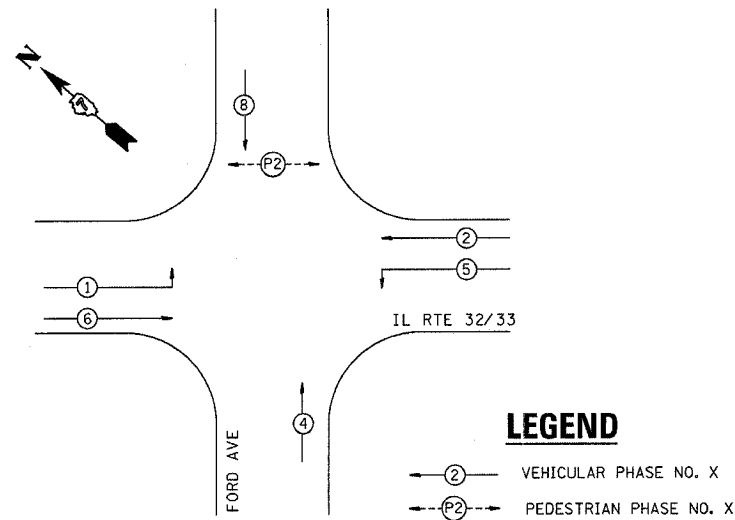 N
8
P2
2
1
5
6
IL RTE 32/33
4
FORD AVE
LEGEND
2 VEHICULAR PHASE NO. X
P2 PEDESTRIAN PHASE NO. X